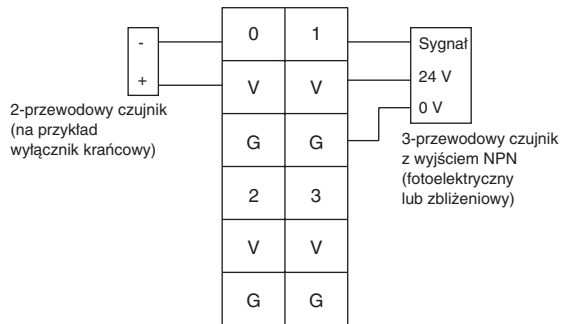 -
+
2-przewodowy czujnik
(na przykład
wyłącznik krańcowy)
0 1
V V
G G
2 3
V V
G G
Sygnał
24 V
0 V
3-przewodowy czujnik
z wyjściem NPN
(fotoelektryczny
lub zbliżeniowy)